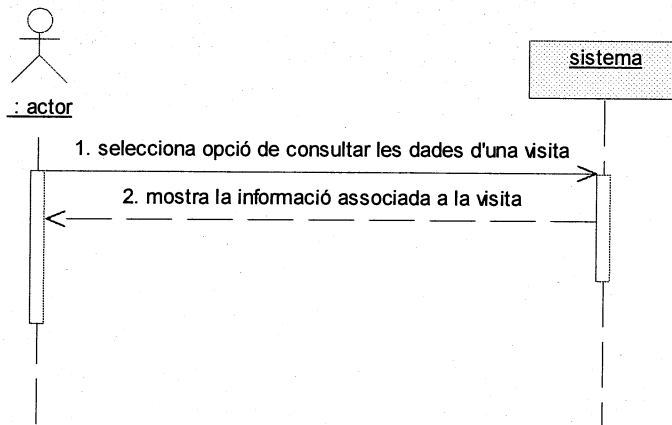 sistema
: actor
1. selecciona opció de consultar les dades d'una visita
2. mostra la informació associada a la visita